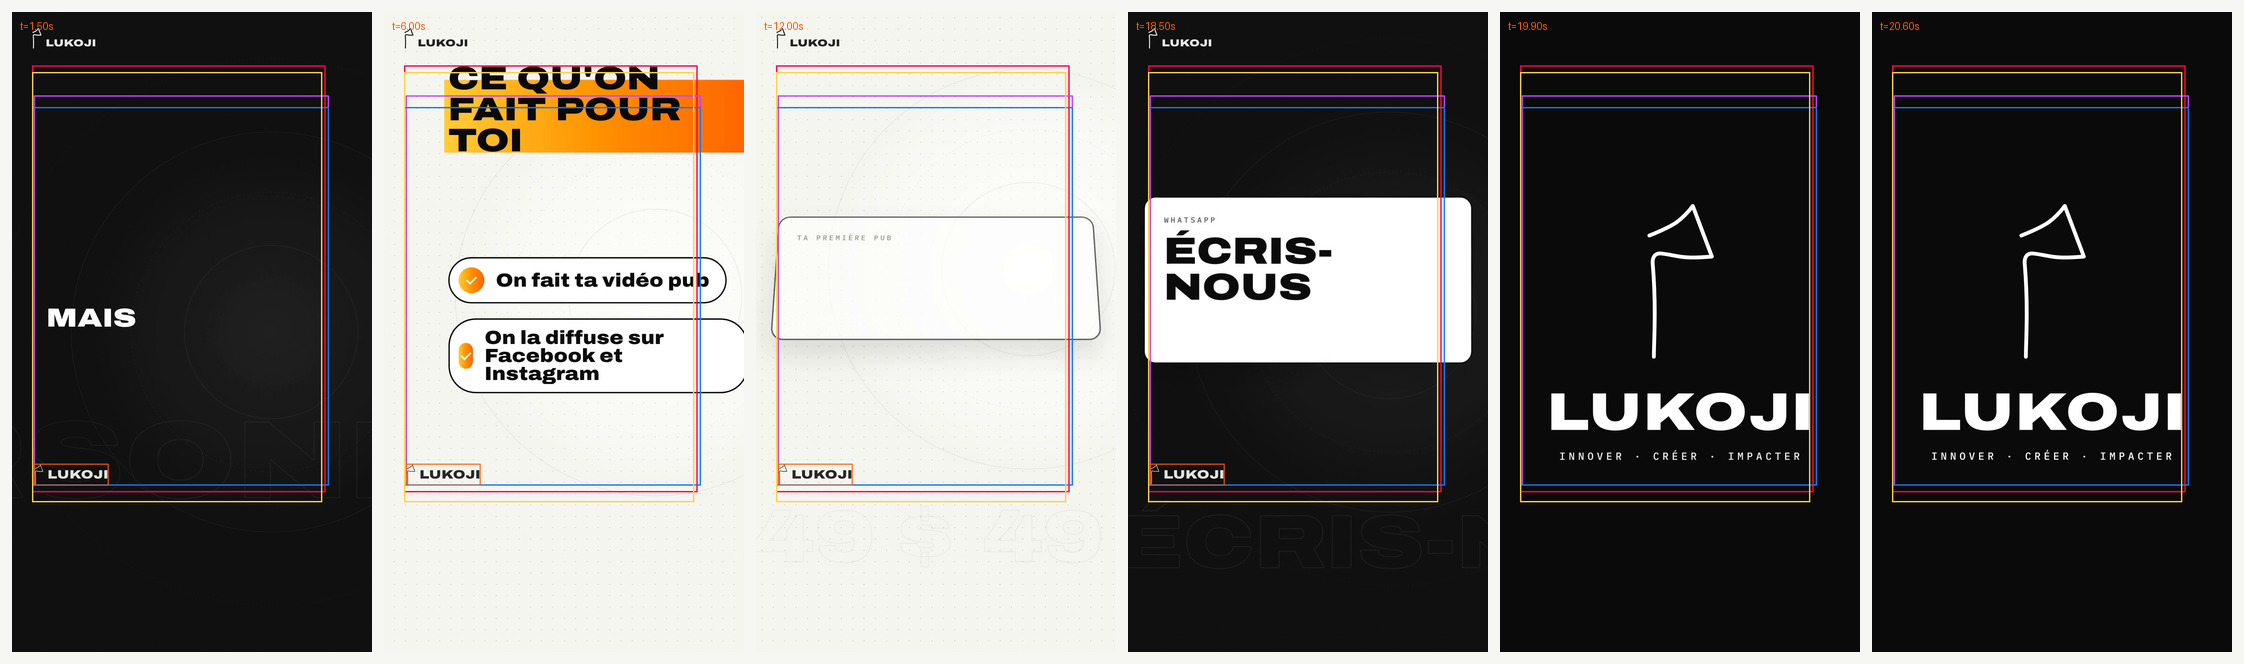 t=1.50s
LUKOJI
MAIS
RSONN
LUKOJI
t=6.00s
LUKOJI
CE QU'ON
FAIT POUR
TOI
On fait ta vidéo pub
On la diffuse sur
Facebook et
Instagram
LUKOJI
t=12.00s
LUKOJI
TA PREMIÈRE PUB
LUKOJI
49 $ 49
t=18.50s
LUKOJI
WHATSAPP
ÉCRIS-
NOUS
LUKOJI
ÉCRIS-N
t=19.90s
LUKOJI
INNOVER · CRÉER · IMPACTER
t=20.60s
LUKOJI
INNOVER · CRÉER · IMPACTER